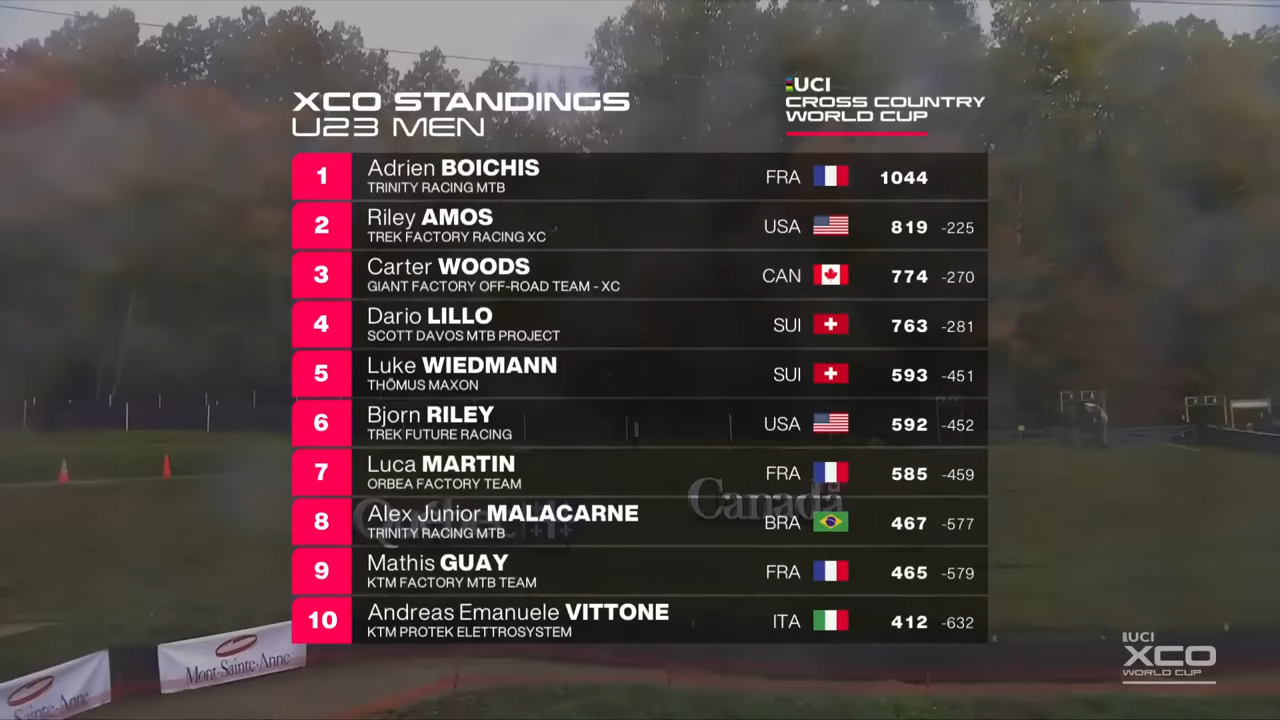 XCO STANDINGS
U23 MEN
UCI
CROSS COUNTRY
WORLD CUP
1 Adrien BOICHIS FRA 1044
TRINITY RACING MTB
2 Riley AMOS USA 819 -225
TREK FACTORY RACING XC
3 Carter WOODS CAN 774 -270
GIANT FACTORY OFF-ROAD TEAM - XC
4 Dario LILLO SUI 763 -281
SCOTT DAVOS MTB PROJECT
5 Luke WIEDMANN SUI 593 -451
THÖMUS MAXON
6 Bjorn RILEY USA 592 -452
TREK FUTURE RACING
7 Luca MARTIN FRA 585 -459
ORBEA FACTORY TEAM
8 Alex Junior MALACARNE BRA 467 -577
TRINITY RACING MTB
9 Mathis GUAY FRA 465 -579
KTM FACTORY MTB TEAM
10 Andreas Emanuele VITTONE ITA 412 -632
KTM PROTEK ELETTROSYSTEM
Canada
Mont-Sainte-Anne
Sainte-Anne
UCI
XCO
WORLD CUP